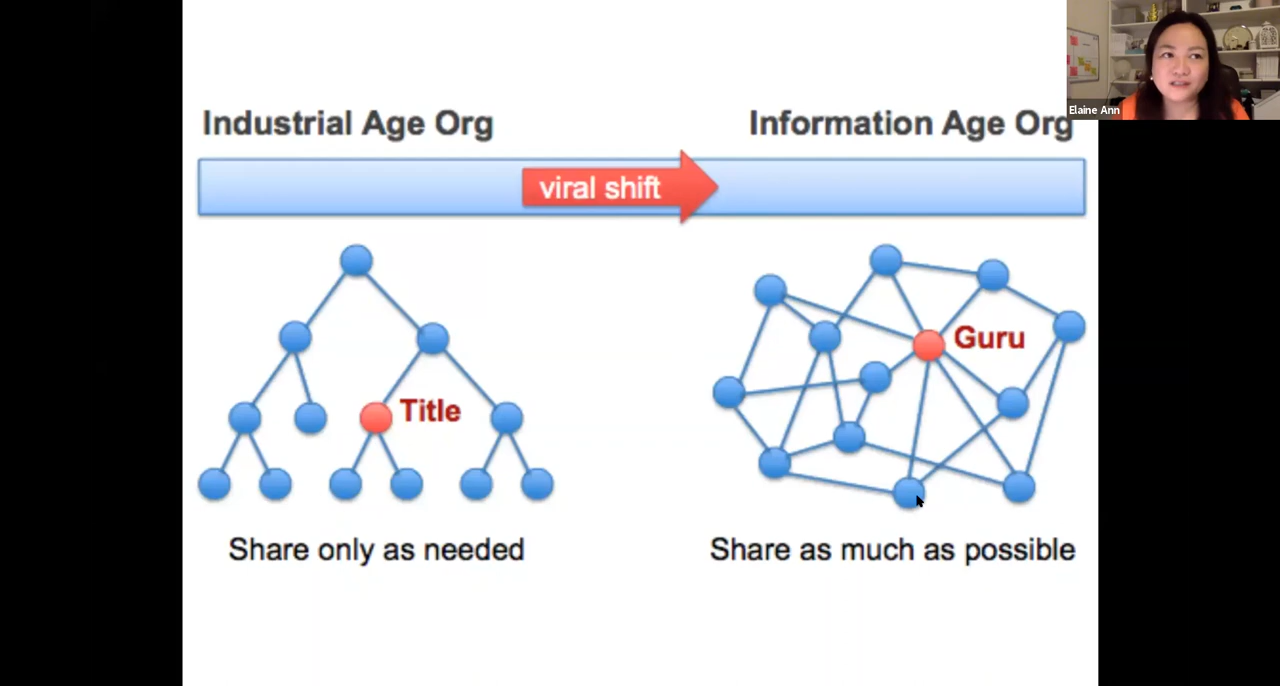 Elaine Ann
Industrial Age Org
Information Age Org
viral shift
Title
Guru
Share only as needed
Share as much as possible